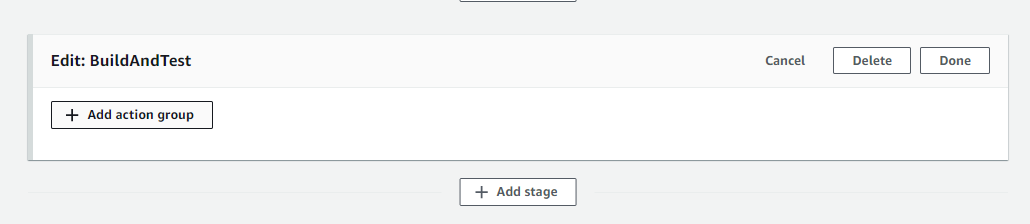 Edit: BuildAndTest
Cancel
Delete
Done
Add action group
Add stage